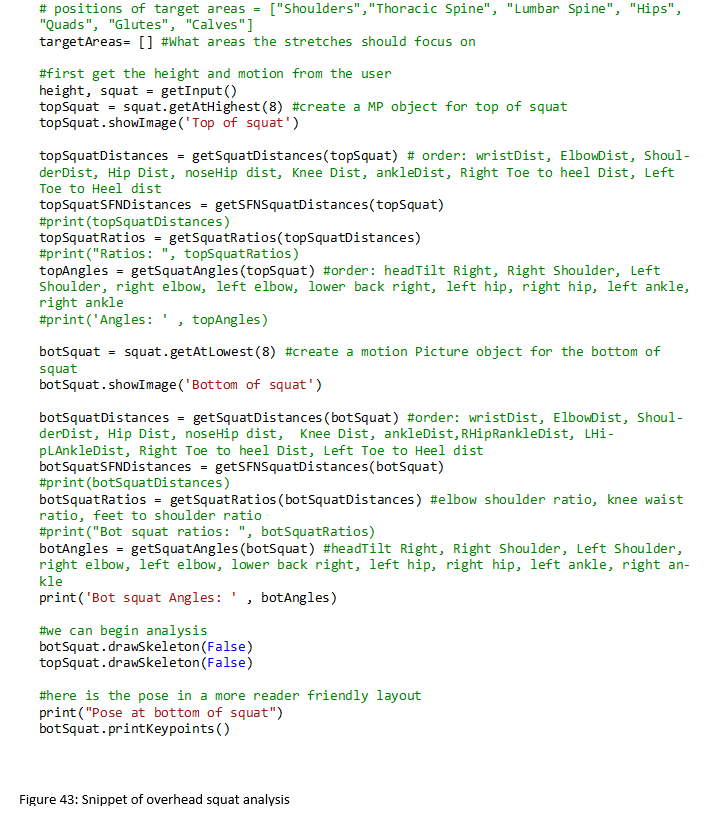 # positions of target areas = ["Shoulders","Thoracic Spine", "Lumbar Spine", "Hips",
"Quads", "Glutes", "Calves"]
targetAreas= [] #What areas the stretches should focus on
#first get the height and motion from the user
height, squat = getInput()
topSquat = squat.getAtHighest(8) #create a MP object for top of squat
topSquat.showImage('Top of squat')
topSquatDistances = getSquatDistances(topSquat) # order: wristDist, ElbowDist, Shoul-
derDist, Hip Dist, noseHip dist, Knee Dist, ankleDist, Right Toe to heel Dist, Left
Toe to Heel dist
topSquatSFNDistances = getSFNSquatDistances(topSquat)
#print(topSquatDistances)
topSquatRatios = getSquatRatios(topSquatDistances)
#print("Ratios: ", topSquatRatios)
topAngles = getSquatAngles(topSquat) #order: headTilt Right, Right Shoulder, Left
Shoulder, right elbow, left elbow, lower back right, left hip, right hip, left ankle,
right ankle
#print('Angles: ' , topAngles)
botSquat = squat.getAtLowest(8) #create a motion Picture object for the bottom of
squat
botSquat.showImage('Bottom of squat')
botSquatDistances = getSquatDistances(botSquat) #order: wristDist, ElbowDist, Shoul-
derDist, Hip Dist, noseHip dist,  Knee Dist, ankleDist,RHipRankleDist, LHi-
pLAnkleDist, Right Toe to heel Dist, Left Toe to Heel dist
botSquatSFNDistances = getSFNSquatDistances(botSquat)
#print(botSquatDistances)
botSquatRatios = getSquatRatios(botSquatDistances) #elbow shoulder ratio, knee waist
ratio, feet to shoulder ratio
#print("Bot squat ratios: ", botSquatRatios)
botAngles = getSquatAngles(botSquat) #headTilt Right, Right Shoulder, Left Shoulder,
right elbow, left elbow, lower back right, left hip, right hip, left ankle, right an-
kle
print('Bot squat Angles: ' , botAngles)
#we can begin analysis
botSquat.drawSkeleton(False)
topSquat.drawSkeleton(False)
#here is the pose in a more reader friendly layout
print("Pose at bottom of squat")
botSquat.printKeypoints()
Figure 43: Snippet of overhead squat analysis